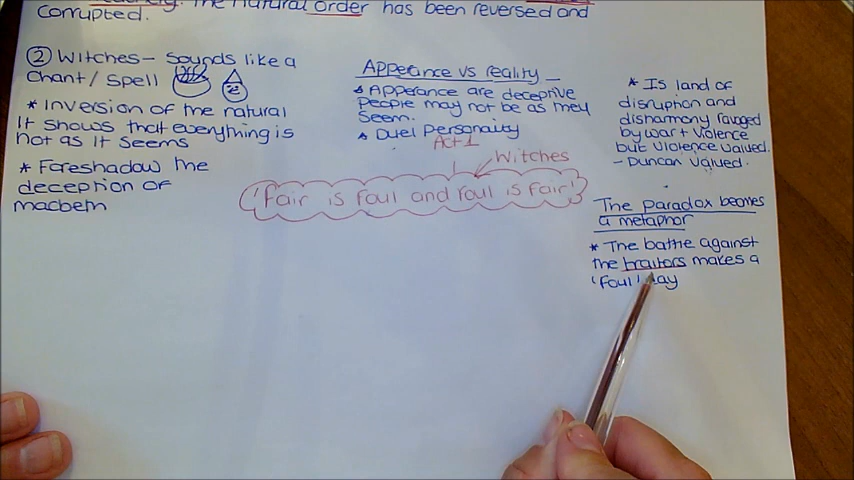 The natural order has been reversed and
corrupted.
② Witches - Sounds like a
Chant / Spell
* Inversion of the natural
It shows that everything is
not as it seems
* Foreshadow the
deception of
macbeth
Apperance vs reality -
* Apperance are deceptive
People may not be as they
Seem.
* Duel Personality
Act 1
Witches
'Fair is foul and foul is fair'
* Is land of
disruption and
disharmony ravaged
by war + Violence
but Violence valued.
- Duncan valued.
The paradox becomes
a metaphor
* The battle against
the traitors makes a
'Foul' day